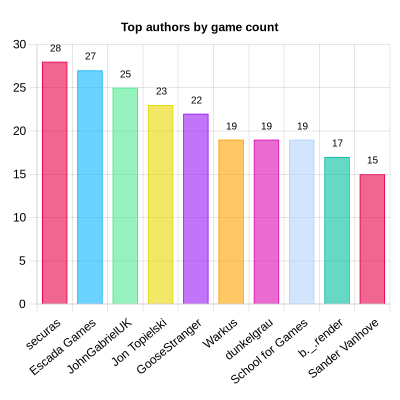 Top authors by game count
30
25
20
15
10
5
0
28
27
25
23
22
19
19
19
17
15
securas
Escada Games
JohnGabrielUK
Jon Topielski
GooseStranger
Warkus
dunkelgrau
School for Games
b._.render
Sander Vanhove